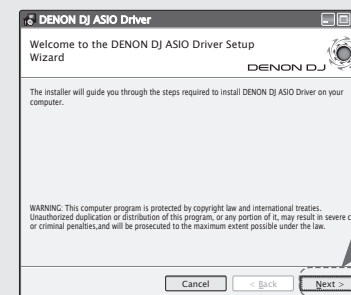 DENON DJ ASIO Driver
Welcome to the DENON DJ ASIO Driver Setup
Wizard
DENON DJ
The installer will guide you through the steps required to install DENON DJ ASIO Driver on your
computer.
WARNING: This computer program is protected by copyright law and international treaties.
Unauthorized duplication or distribution of this program, or any portion of it, may result in severe c
or criminal penalties,and will be prosecuted to the maximum extent possible under the law.
Cancel
< Back
Next >